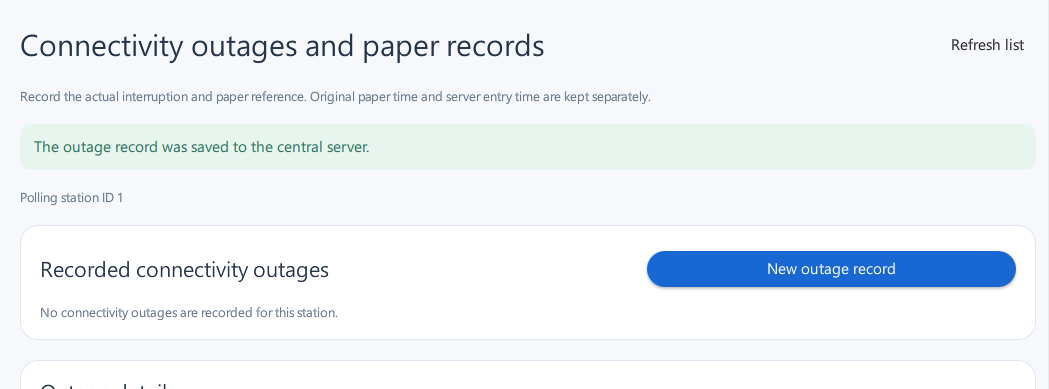 Connectivity outages and paper records
Refresh list
Record the actual interruption and paper reference. Original paper time and server entry time are kept separately.
The outage record was saved to the central server.
Polling station ID 1
Recorded connectivity outages
New outage record
No connectivity outages are recorded for this station.